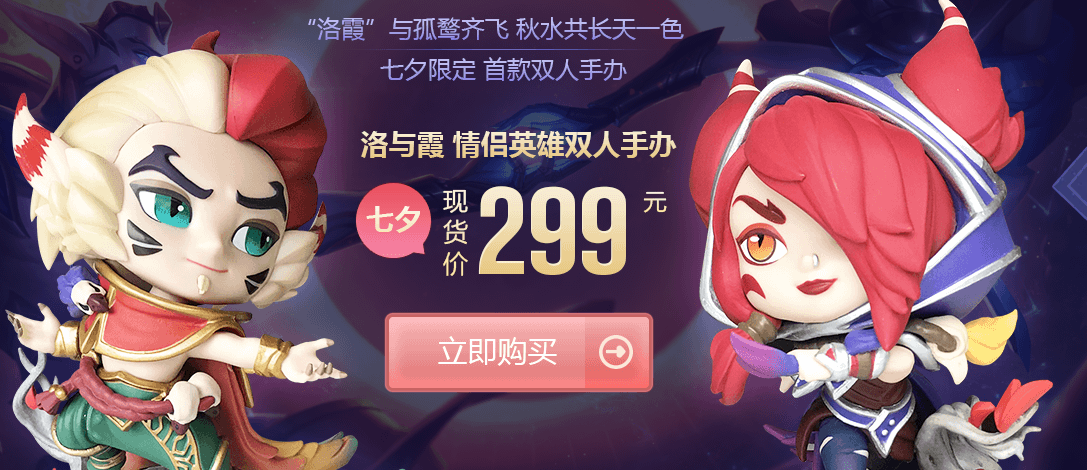 “洛霞”与孤鹜齐飞 秋水共长天一色
七夕限定 首款双人手办
洛与霞 情侣英雄双人手办
七夕
现货价
299
元
立即购买